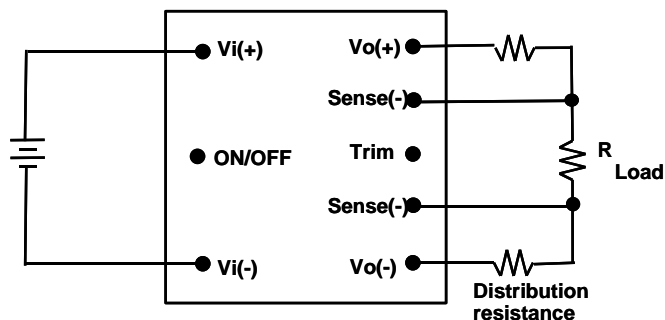 Vi(+)
Vo(+)
Sense(-)
ON/OFF
Trim
R
Load
Sense(-)
Vi(-)
Vo(-)
Distribution
resistance